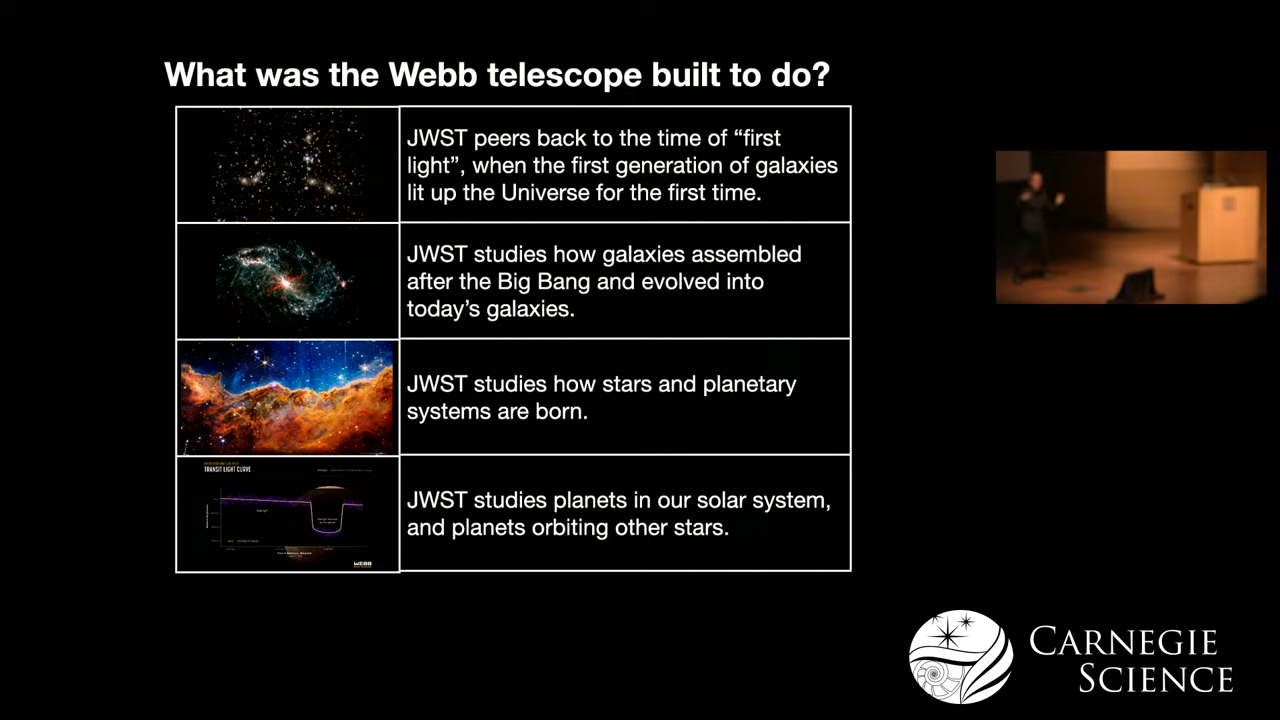 What was the Webb telescope built to do?
JWST peers back to the time of “first
light”, when the first generation of galaxies
lit up the Universe for the first time.
JWST studies how galaxies assembled
after the Big Bang and evolved into
today’s galaxies.
JWST studies how stars and planetary
systems are born.
TRANSIT LIGHT CURVE
WEBB
JWST studies planets in our solar system,
and planets orbiting other stars.
CARNEGIE
SCIENCE